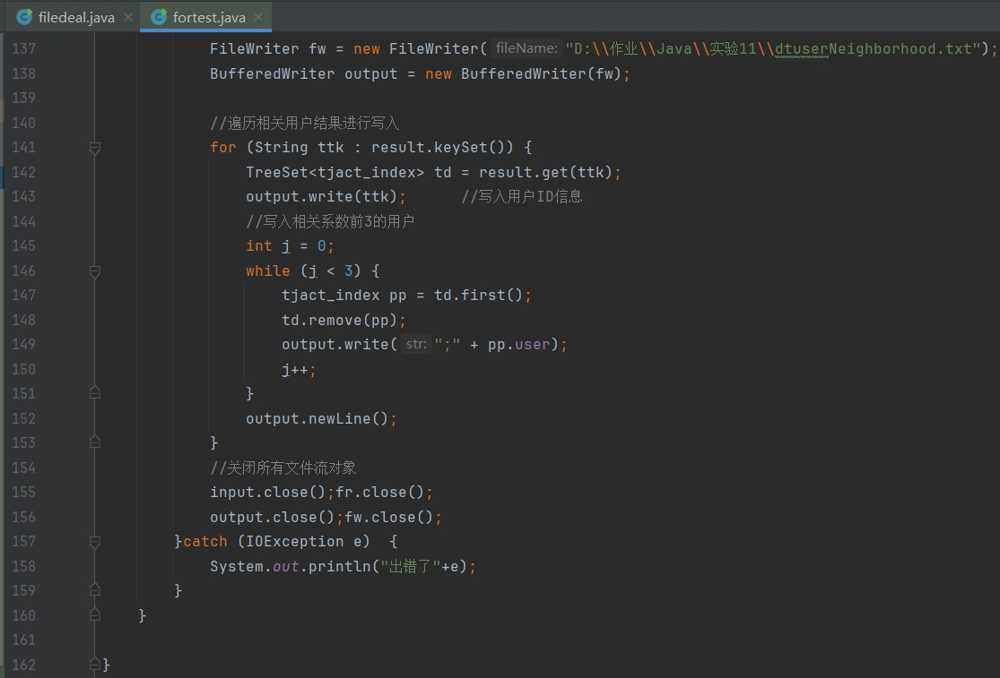 filedeal.java fortest.java
137 FileWriter fw = new FileWriter( fileName: "D:\\作业\\Java\\实验11\\dtuserNeighborhood.txt");
138 BufferedWriter output = new BufferedWriter(fw);
139
140 //遍历相关用户结果进行写入
141 for (String ttk : result.keySet()) {
142 TreeSet<tjact_index> td = result.get(ttk);
143 output.write(ttk); //写入用户ID信息
144 //写入相关系数前3的用户
145 int j = 0;
146 while (j < 3) {
147 tjact_index pp = td.first();
148 td.remove(pp);
149 output.write( str: ";" + pp.user);
150 j++;
151 }
152 output.newLine();
153 }
154 //关闭所有文件流对象
155 input.close();fr.close();
156 output.close();fw.close();
157 }catch (IOException e) {
158 System.out.println("出错了"+e);
159 }
160 }
161
162 }